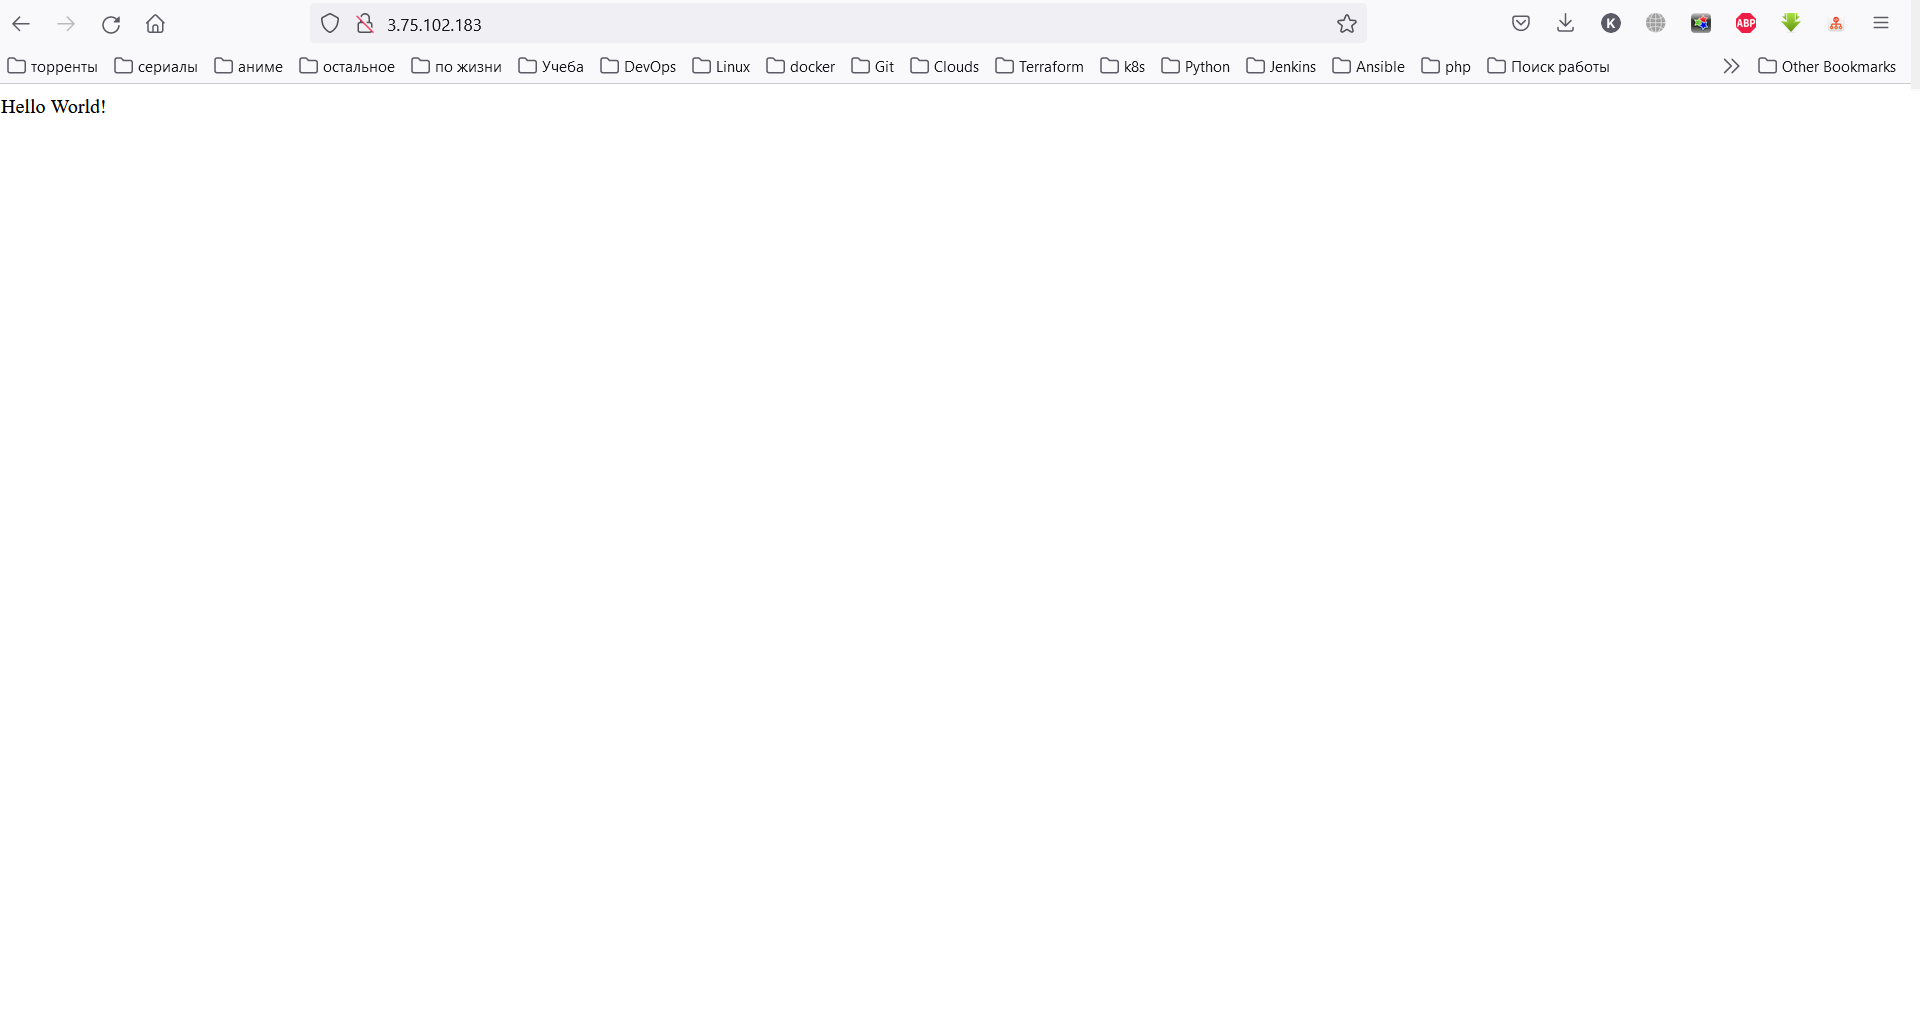 3.75.102.183
K
ABP
торренты сериалы аниме остальное по жизни Учеба DevOps Linux docker Git Clouds Terraform k8s Python Jenkins Ansible php Поиск работы Other Bookmarks
Hello World!